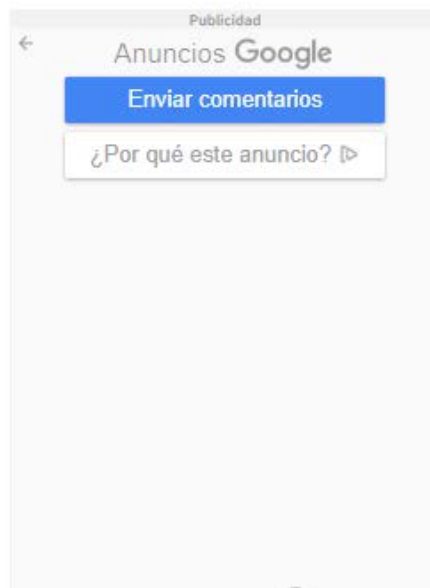 Publicidad
Anuncios Google
Enviar comentarios
¿Por qué este anuncio?